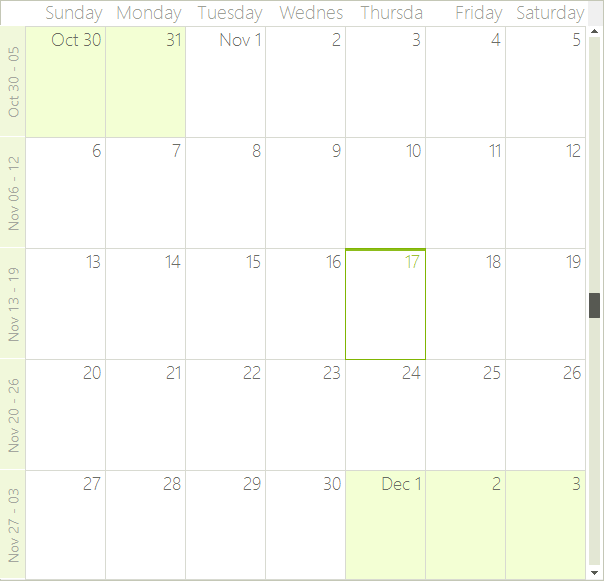 Sunday Monday Tuesday Wednes Thursda Friday Saturday
Oct 30 - 05
Oct 30 31 Nov 1 2 3 4 5
Nov 06 - 12
6 7 8 9 10 11 12
Nov 13 - 19
13 14 15 16 17 18 19
Nov 20 - 26
20 21 22 23 24 25 26
Nov 27 - 03
27 28 29 30 Dec 1 2 3